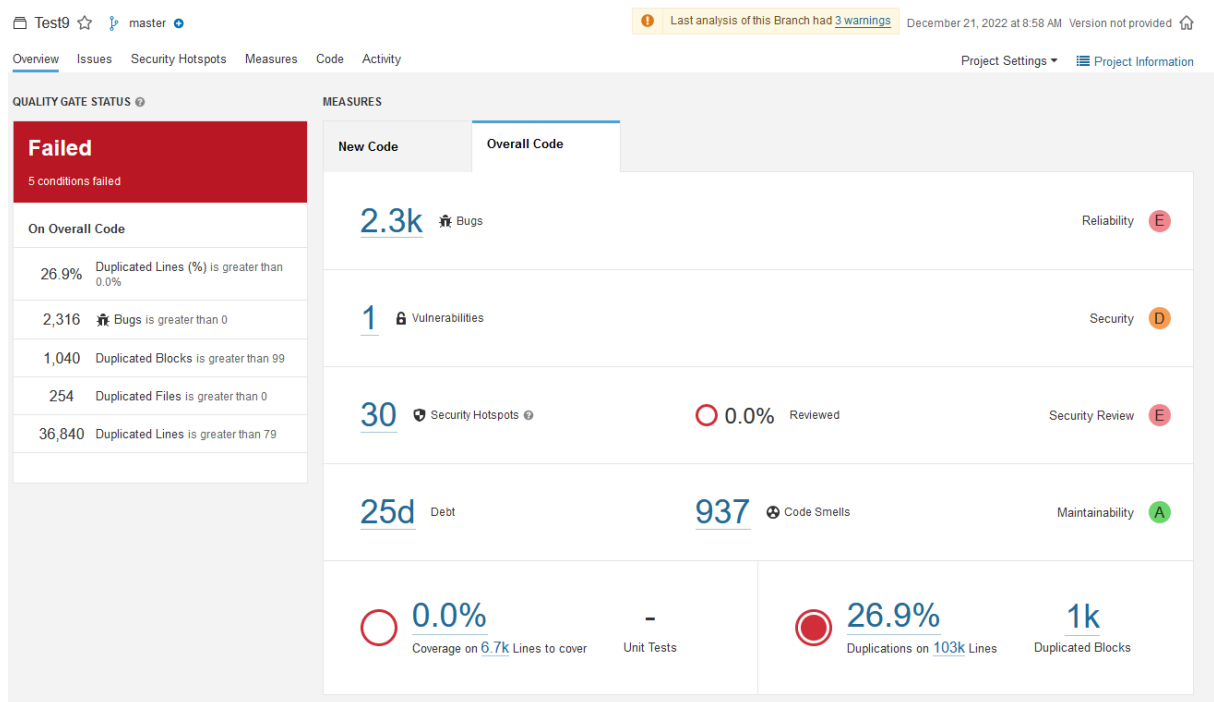 Test9 master Last analysis of this Branch had 3 warnings December 21, 2022 at 8:58 AM Version not provided
Overview Issues Security Hotspots Measures Code Activity Project Settings Project Information
QUALITY GATE STATUS ?
Failed
5 conditions failed
On Overall Code
26.9% Duplicated Lines (%) is greater than
0.0%
2,316 Bugs is greater than 0
1,040 Duplicated Blocks is greater than 99
254 Duplicated Files is greater than 0
36,840 Duplicated Lines is greater than 79
MEASURES
New Code Overall Code
2.3k Bugs Reliability E
1 Vulnerabilities Security D
30 Security Hotspots ? 0.0% Reviewed Security Review E
25d Debt 937 Code Smells Maintainability A
0.0% - 26.9% 1k
Coverage on 6.7k Lines to cover Unit Tests Duplications on 103k Lines Duplicated Blocks